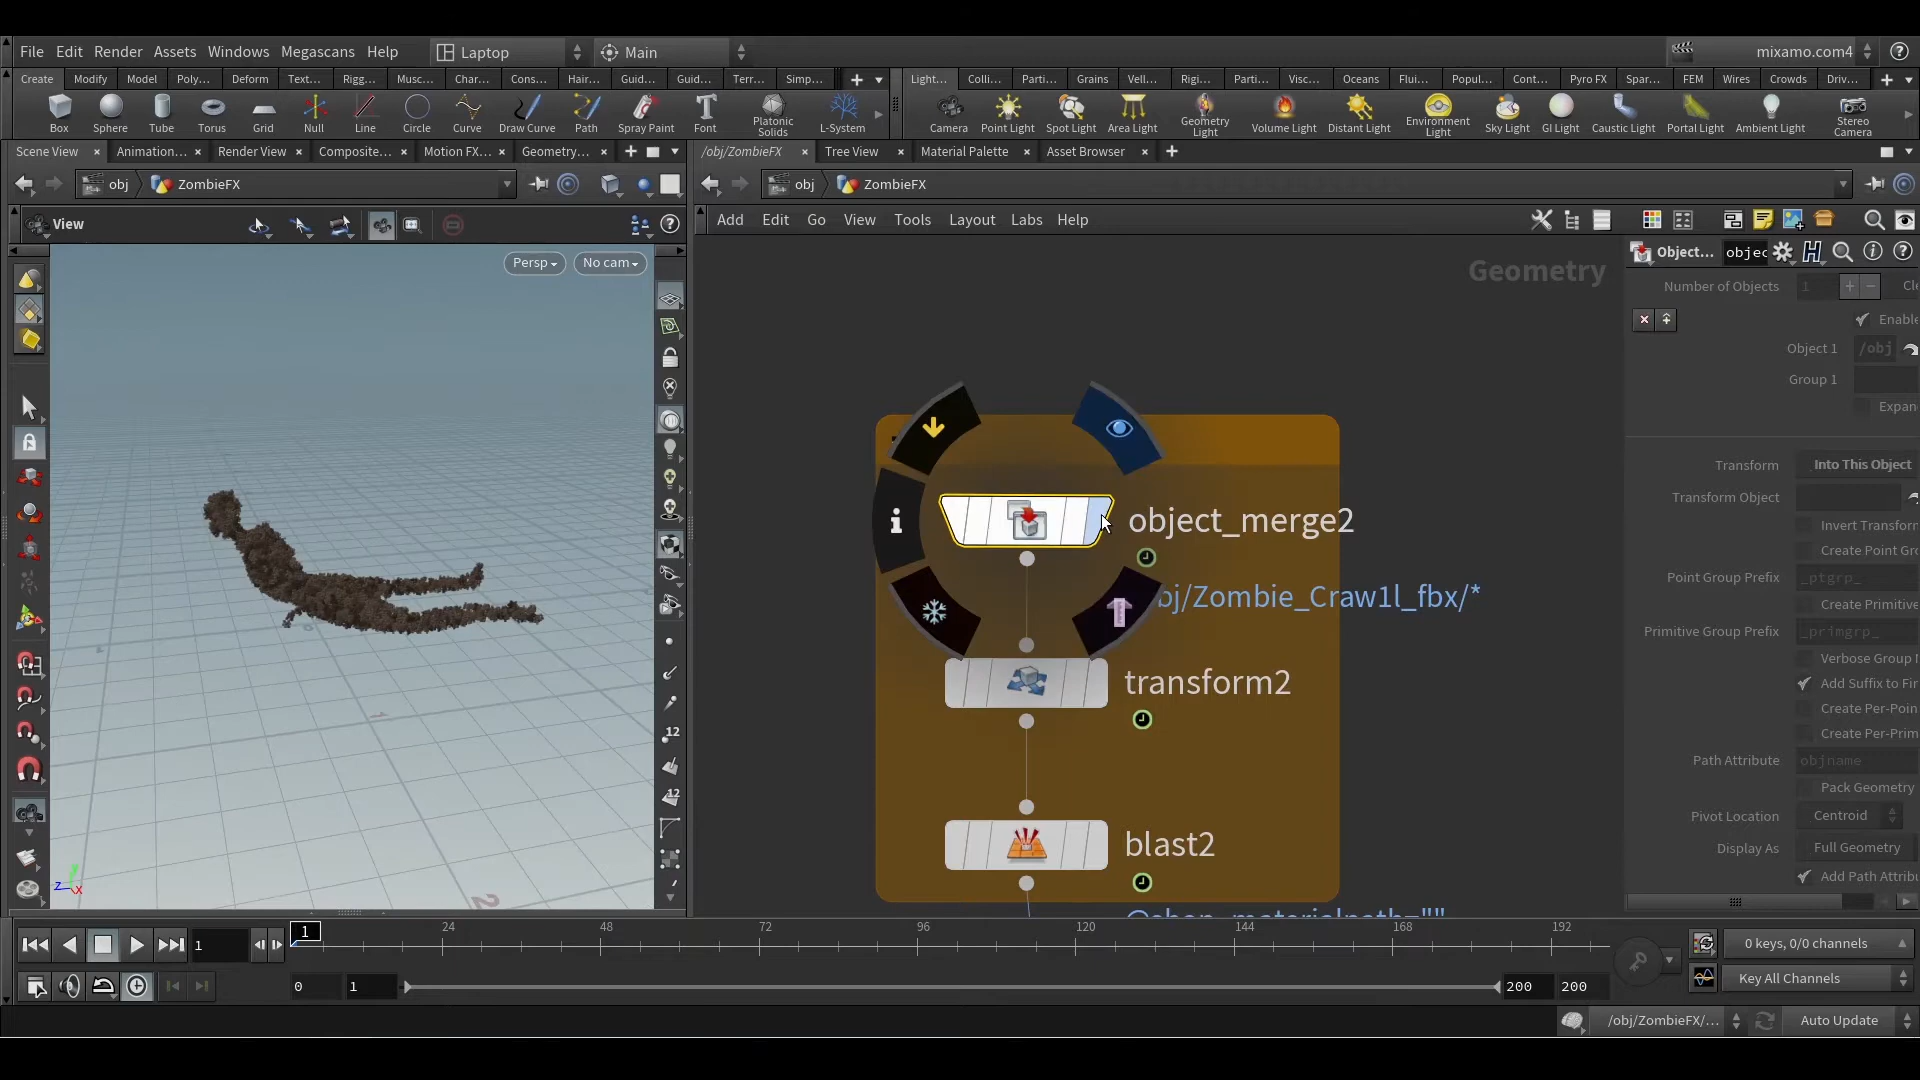 File Edit Render Assets Windows Megascans Help Laptop Main mixamo.com4
Create Modify Model Poly... Deform Text... Rigg... Musc... Char... Cons... Hair... Guid... Guid... Terr... Simp... Light... Colli... Parti... Grains Vell... Rigi... Parti... Visc... Oceans Flui... Popul... Cont... Pyro FX Spar... FEM Wires Crowds Driv...
Box Sphere Tube Torus Grid Null Line Circle Curve Draw Curve Path Spray Paint Font Platonic Solids L-System Camera Point Light Spot Light Area Light Geometry Light Volume Light Distant Light Environment Light Sky Light GI Light Caustic Light Portal Light Ambient Light Stereo Camera
Scene View Animation... Render View Composite... Motion FX... Geometry... /obj/ZombieFX Tree View Material Palette Asset Browser
obj ZombieFX obj ZombieFX
View Add Edit Go View Tools Layout Labs Help
Persp No cam Geometry Object... objec
Number of Objects 1 Cle
Enable
Object 1 /obj
Group 1
Expan
Transform Into This Object
Transform Object
Invert Transform
Create Point Gr
Point Group Prefix _ptgrp_
Create Primitive
Primitive Group Prefix _primgrp_
Verbose Group N
Add Suffix to Fir
Create Per-Poin
Create Per-Prim
Path Attribute objname
Pack Geometry
Pivot Location Centroid
Display As Full Geometry
Add Path Attribu
object_merge2
bj/Zombie_Craw1l_fbx/*
transform2
blast2
12
12
z x
1 1 24 48 72 96 120 144 168 192
0 keys, 0/0 channels
0 1 200 200 Key All Channels
/obj/ZombieFX/... Auto Update